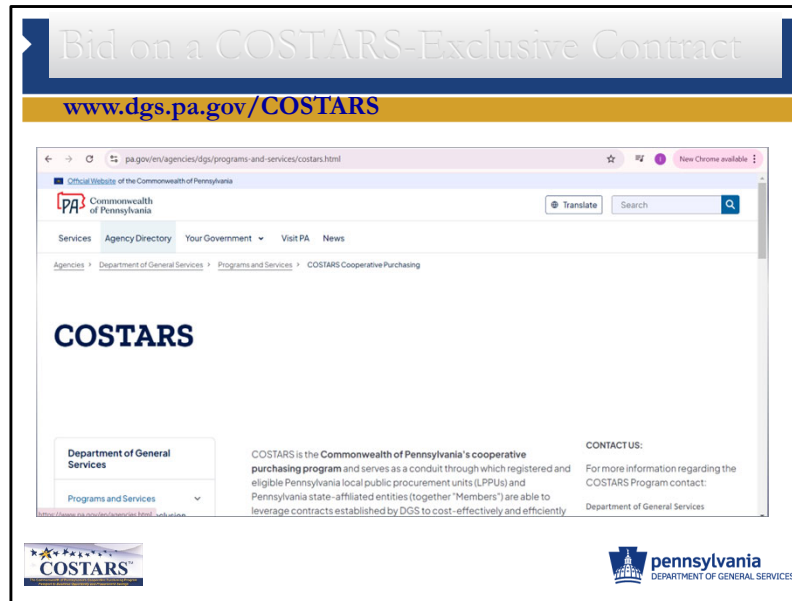 Bid on a COSTARS-Exclusive Contract
www.dgs.pa.gov/COSTARS
pa.gov/en/agencies/dgs/programs-and-services/costars.html
New Chrome available
Official Website of the Commonwealth of Pennsylvania
PA Commonwealth
of Pennsylvania
Translate
Search
Services Agency Directory Your Government Visit PA News
Agencies > Department of General Services > Programs and Services > COSTARS Cooperative Purchasing
COSTARS
Department of General
Services
Programs and Services
https://www.pa.gov/en/agencies.html
COSTARS is the Commonwealth of Pennsylvania's cooperative
purchasing program and serves as a conduit through which registered and
eligible Pennsylvania local public procurement units (LPPUs) and
Pennsylvania state-affiliated entities (together "Members") are able to
leverage contracts established by DGS to cost-effectively and efficiently
CONTACT US:
For more information regarding the
COSTARS Program contact:
Department of General Services
COSTARS™
pennsylvania
DEPARTMENT OF GENERAL SERVICES